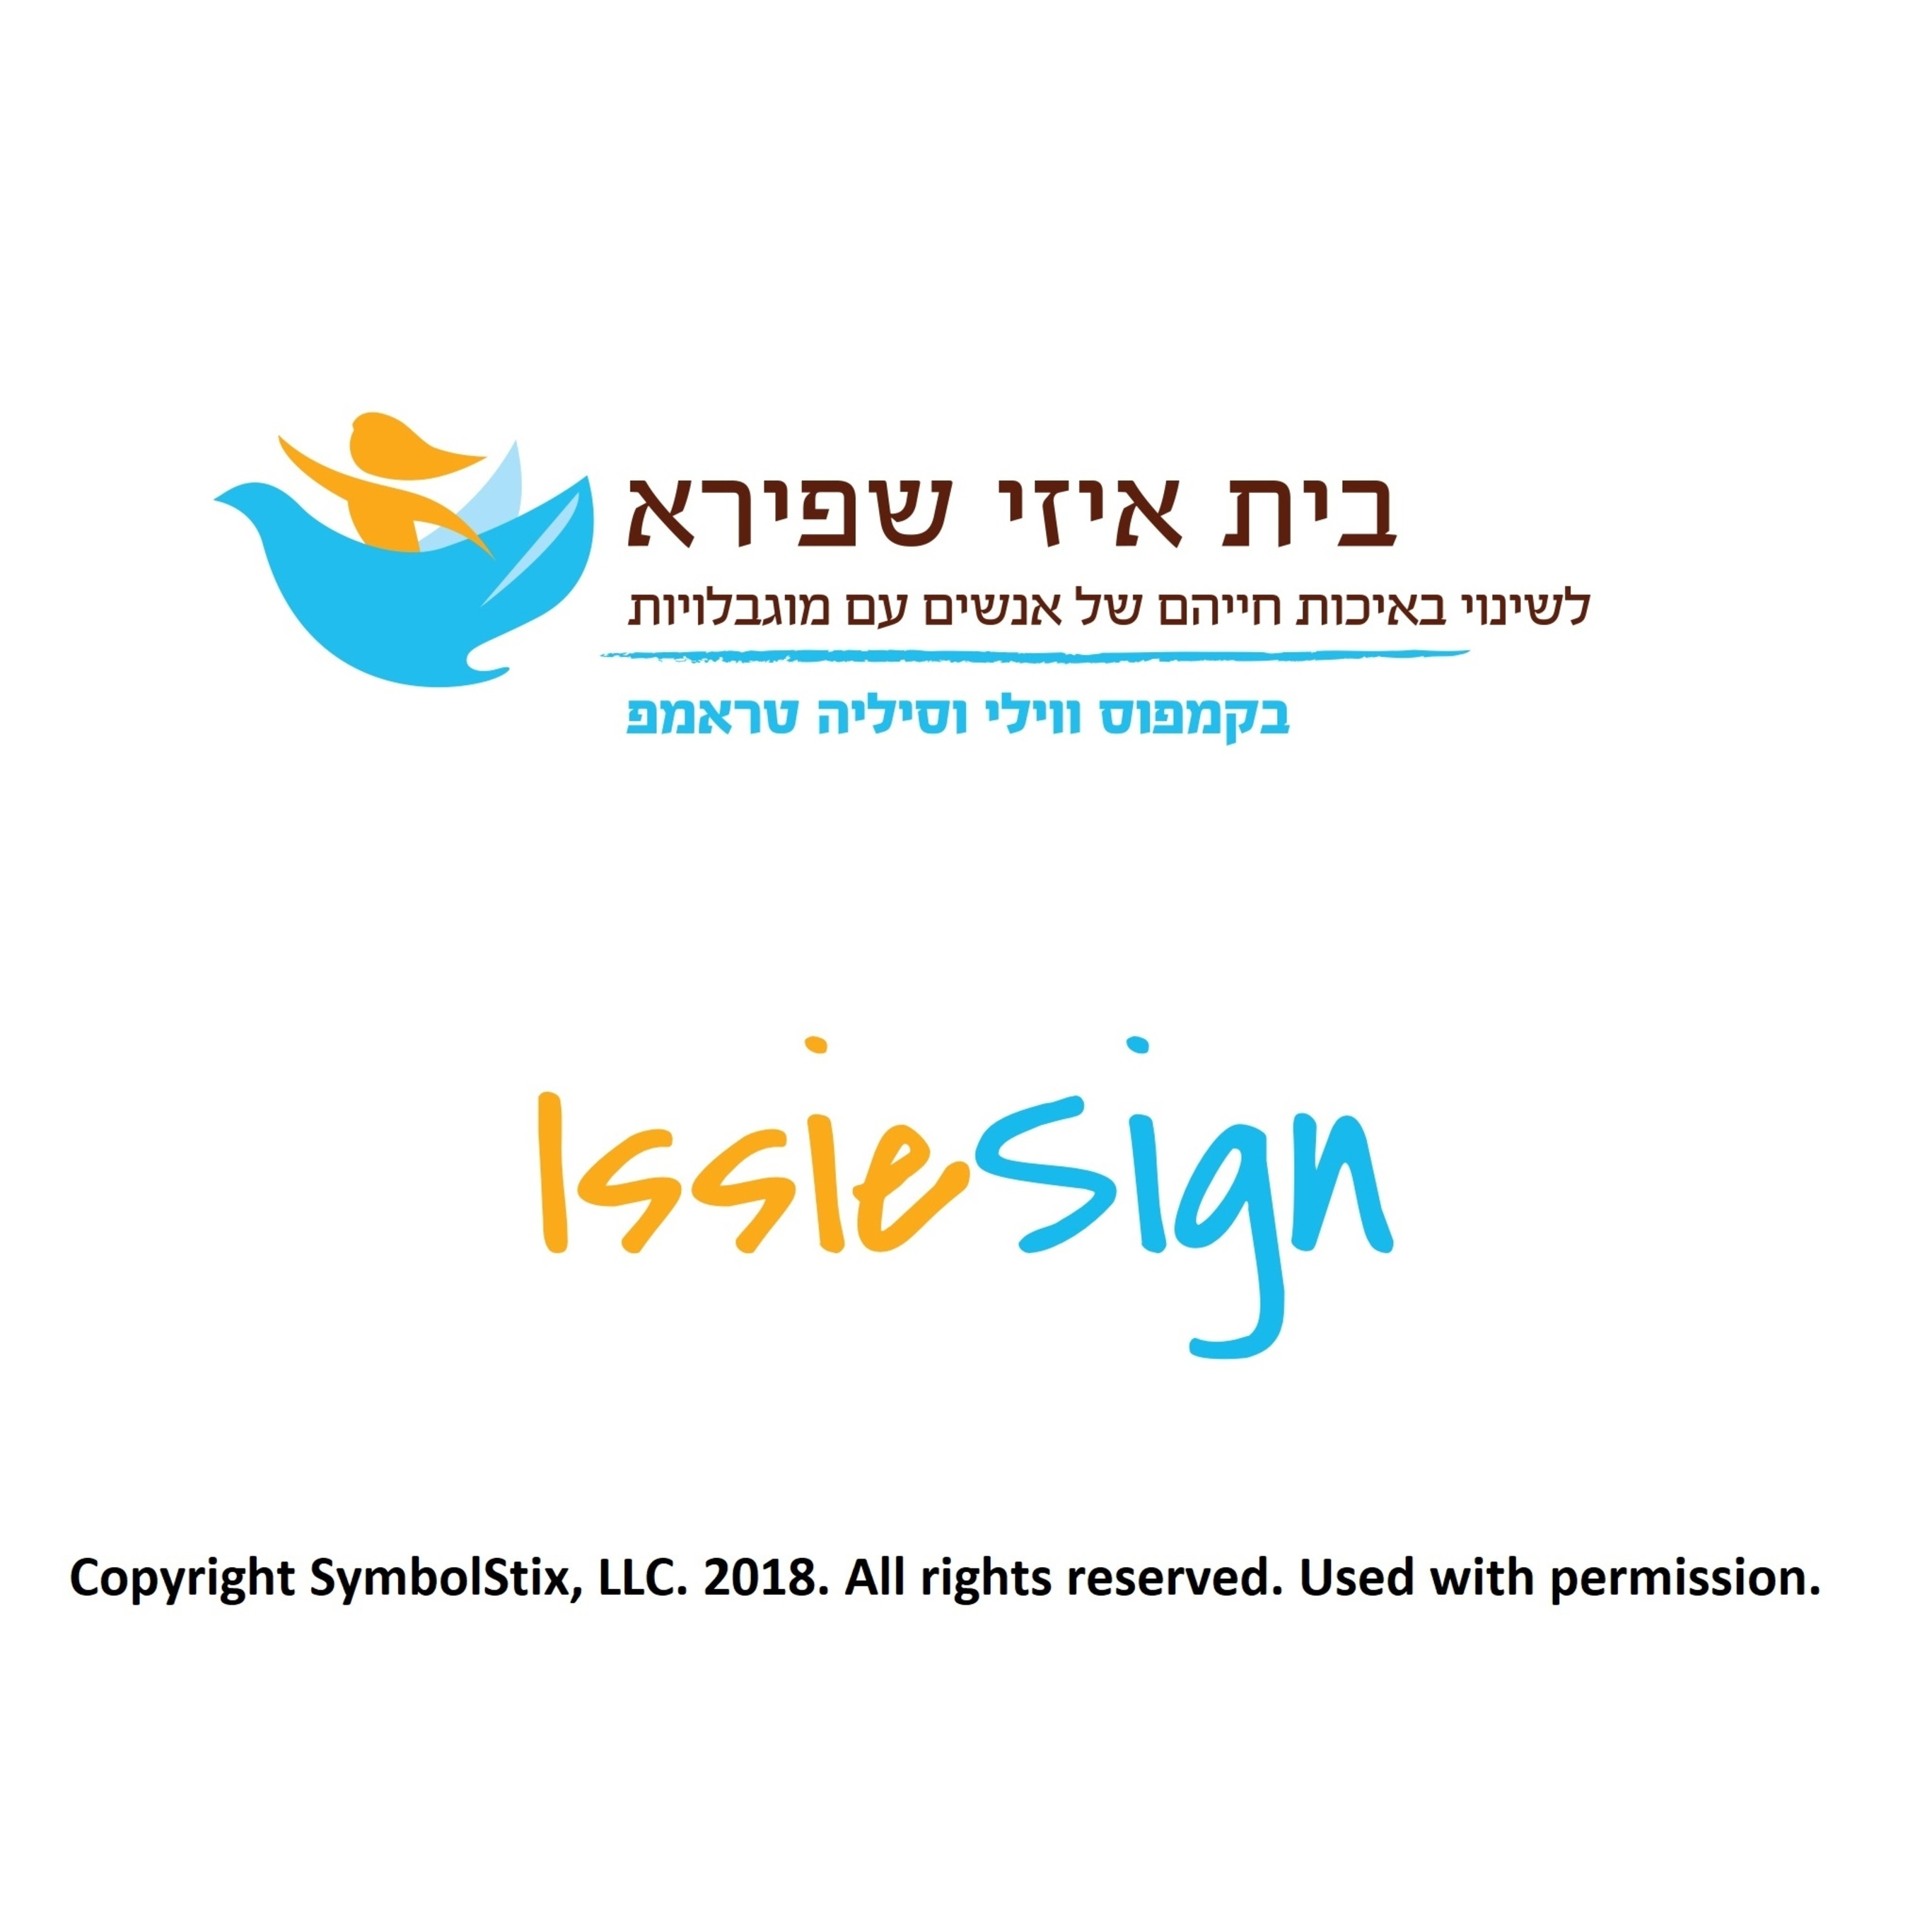 בית איזי שפירא
לשינוי באיכות חייהם של אנשים עם מוגבלויות
בקמפוס ווילי וסיליה טראמפ
IssieSign
Copyright SymbolStix, LLC. 2018. All rights reserved. Used with permission.